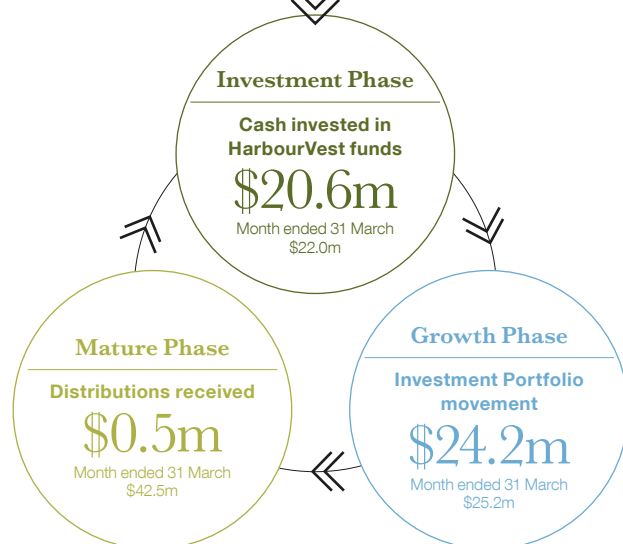 Investment Phase
Cash invested in
HarbourVest funds
$20.6m
Month ended 31 March
$22.0m
Growth Phase
Investment Portfolio
movement
$24.2m
Month ended 31 March
$25.2m
Mature Phase
Distributions received
$0.5m
Month ended 31 March
$42.5m